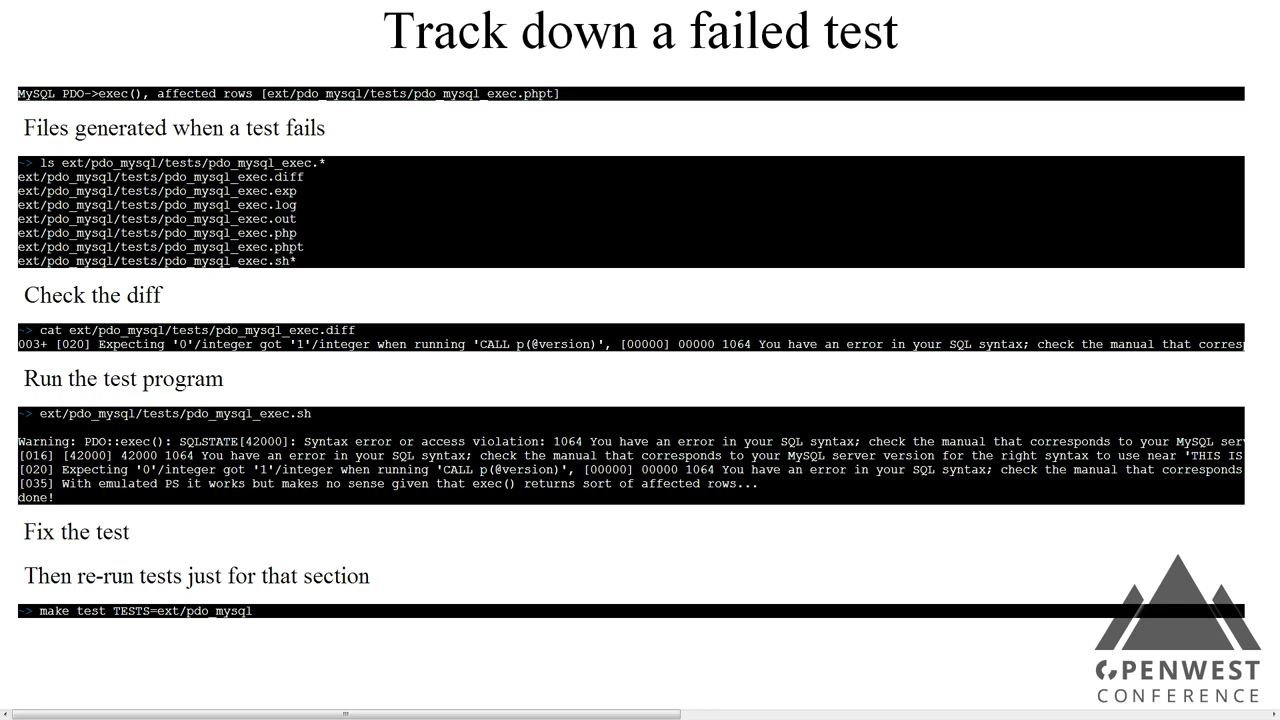 Track down a failed test
MySQL PDO->exec(), affected rows [ext/pdo_mysql/tests/pdo_mysql_exec.phpt]
Files generated when a test fails
~> ls ext/pdo_mysql/tests/pdo_mysql_exec.*
ext/pdo_mysql/tests/pdo_mysql_exec.diff
ext/pdo_mysql/tests/pdo_mysql_exec.exp
ext/pdo_mysql/tests/pdo_mysql_exec.log
ext/pdo_mysql/tests/pdo_mysql_exec.out
ext/pdo_mysql/tests/pdo_mysql_exec.php
ext/pdo_mysql/tests/pdo_mysql_exec.phpt
ext/pdo_mysql/tests/pdo_mysql_exec.sh*
Check the diff
~> cat ext/pdo_mysql/tests/pdo_mysql_exec.diff
003+ [020] Expecting '0'/integer got '1'/integer when running 'CALL p(@version)', [00000] 00000 1064 You have an error in your SQL syntax; check the manual that corresp
Run the test program
~> ext/pdo_mysql/tests/pdo_mysql_exec.sh
Warning: PDO::exec(): SQLSTATE[42000]: Syntax error or access violation: 1064 You have an error in your SQL syntax; check the manual that corresponds to your MySQL serv
[016] [42000] 42000 1064 You have an error in your SQL syntax; check the manual that corresponds to your MySQL server version for the right syntax to use near 'THIS IS
[020] Expecting '0'/integer got '1'/integer when running 'CALL p(@version)', [00000] 00000 1064 You have an error in your SQL syntax; check the manual that corresponds
[035] With emulated PS it works but makes no sense given that exec() returns sort of affected rows...
done!
Fix the test
Then re-run tests just for that section
~> make test TESTS=ext/pdo_mysql
OPENWEST
CONFERENCE